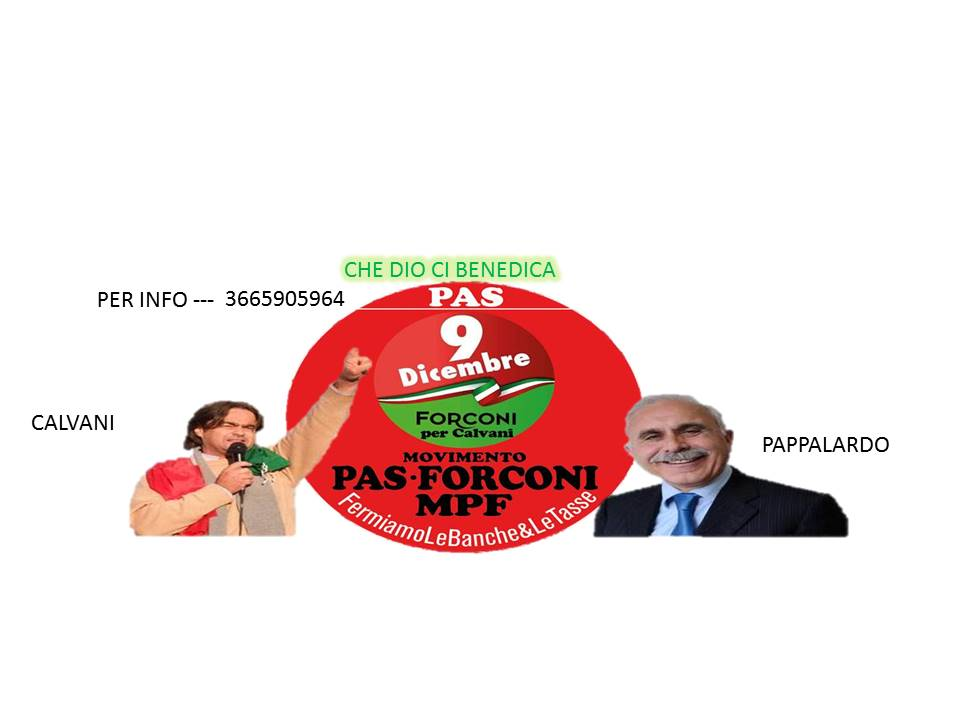 CHE DIO CI BENEDICA
PER INFO --- 3665905964
PAS
9
Dicembre
FORCONI
per Calvani
MOVIMENTO
PAS·FORCONI
MPF
FermiamoLeBanche&LeTasse
CALVANI
PAPPALARDO